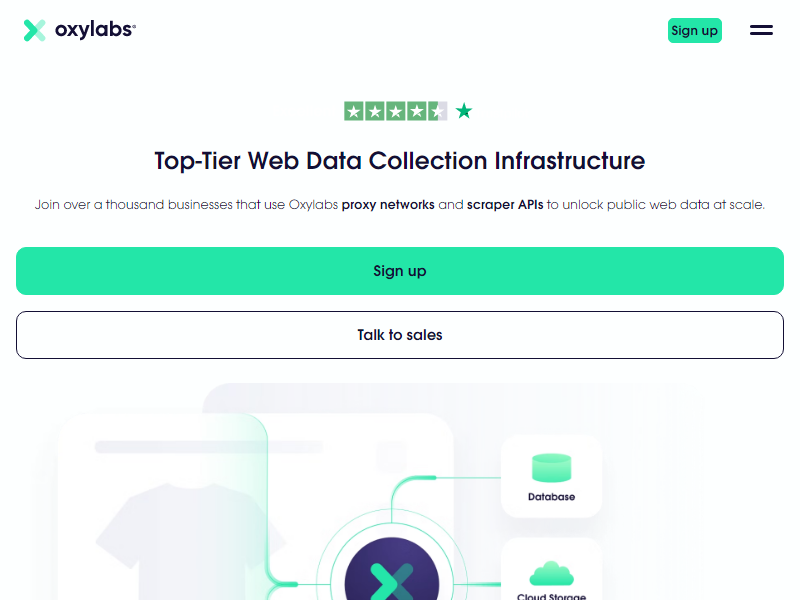 oxylabs®
Sign up
Top-Tier Web Data Collection Infrastructure
Join over a thousand businesses that use Oxylabs proxy networks and scraper APIs to unlock public web data at scale.
Sign up
Talk to sales
Database
Cloud Storage